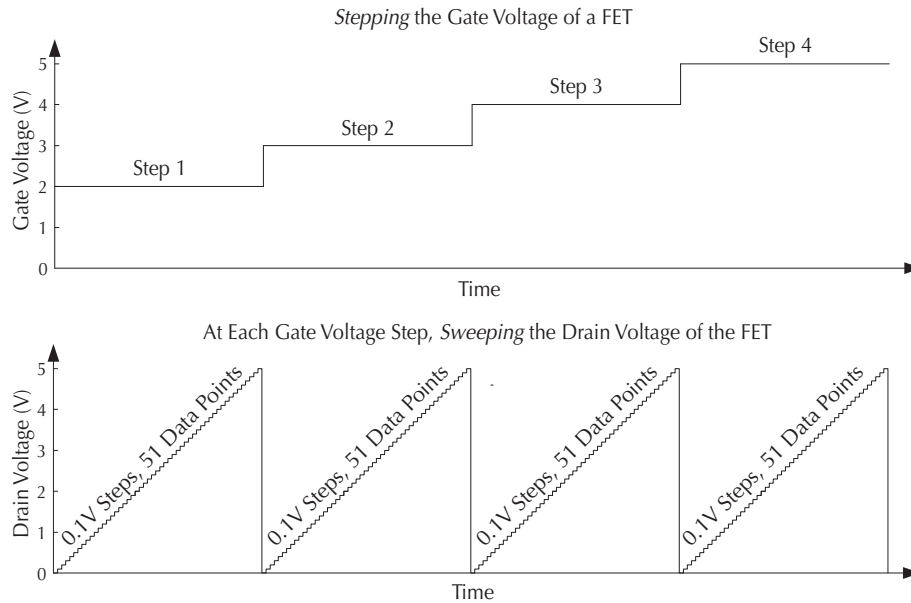 Stepping the Gate Voltage of a FET
Step 4
5
Step 3
4
Step 2
3
Step 1
2
1
0
Gate Voltage (V)
Time
At Each Gate Voltage Step, Sweeping the Drain Voltage of the FET
5
4
3
2
1
0
Drain Voltage (V)
0.1V Steps, 51 Data Points
0.1V Steps, 51 Data Points
0.1V Steps, 51 Data Points
0.1V Steps, 51 Data Points
Time